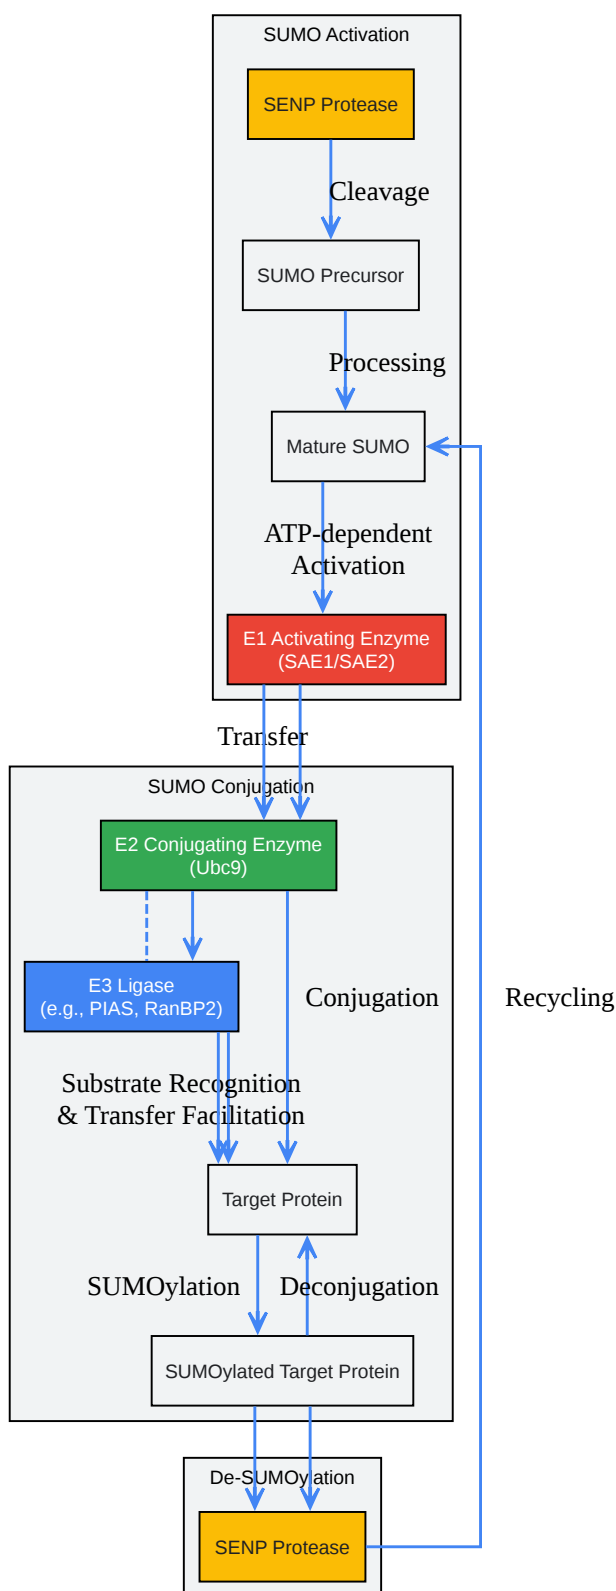 SUMO Activation
SENP Protease
Cleavage
SUMO Precursor
Processing
Mature SUMO
ATP-dependent
Activation
E1 Activating Enzyme
(SAE1/SAE2)
Transfer
SUMO Conjugation
E2 Conjugating Enzyme
(Ubc9)
E3 Ligase
(e.g., PIAS, RanBP2)
Conjugation
Recycling
Substrate Recognition
& Transfer Facilitation
Target Protein
SUMOylation
Deconjugation
SUMOylated Target Protein
De-SUMOylation
SENP Protease